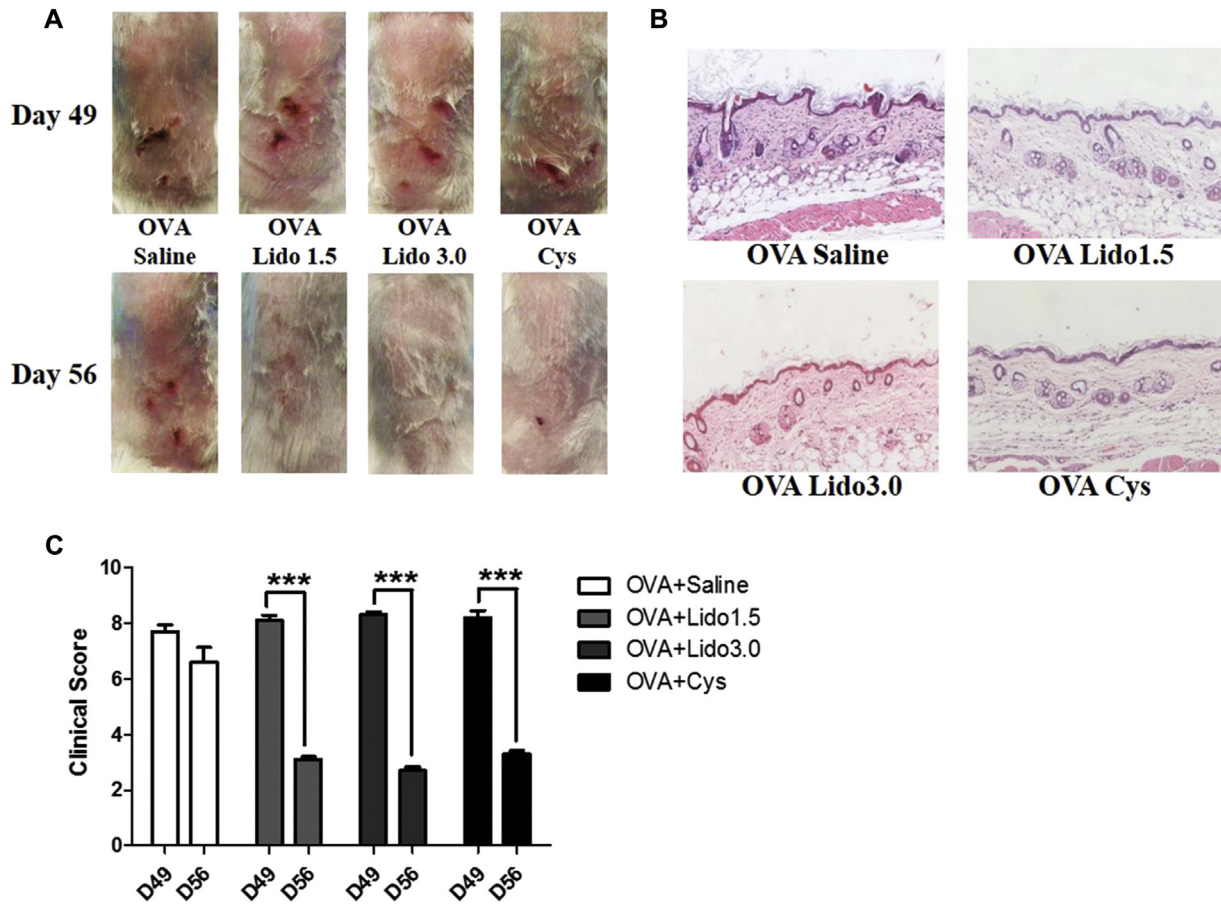 A
Day 49
OVA Saline
OVA Lido 1.5
OVA Lido 3.0
OVA Cys
Day 56
B
OVA Saline
OVA Lido1.5
OVA Lido3.0
OVA Cys
C
Clinical Score
10
8
6
4
2
0
***
***
***
D49
D56
D49
D56
D49
D56
D49
D56
OVA+Saline
OVA+Lido1.5
OVA+Lido3.0
OVA+Cys